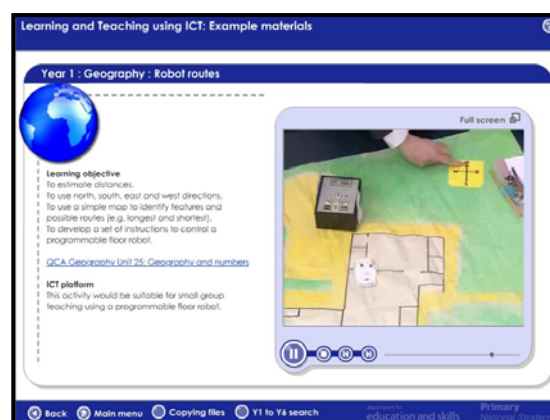 Learning and Teaching using ICT: Example materials
Year 1 : Geography : Robot routes
Full screen
Learning objective
To estimate distances.
To use north, south, east and west directions.
To use a simple map to identify features and
possible routes (e.g. longest and shortest).
To develop a set of instructions to control a
programmable floor robot.
QCA Geography Unit 25: Geography and numbers
ICT platform
This activity would be suitable for small group
teaching using a programmable floor robot.
Back Main menu Copying files Y1 to Y6 search
education and skills
Primary
National Strategy